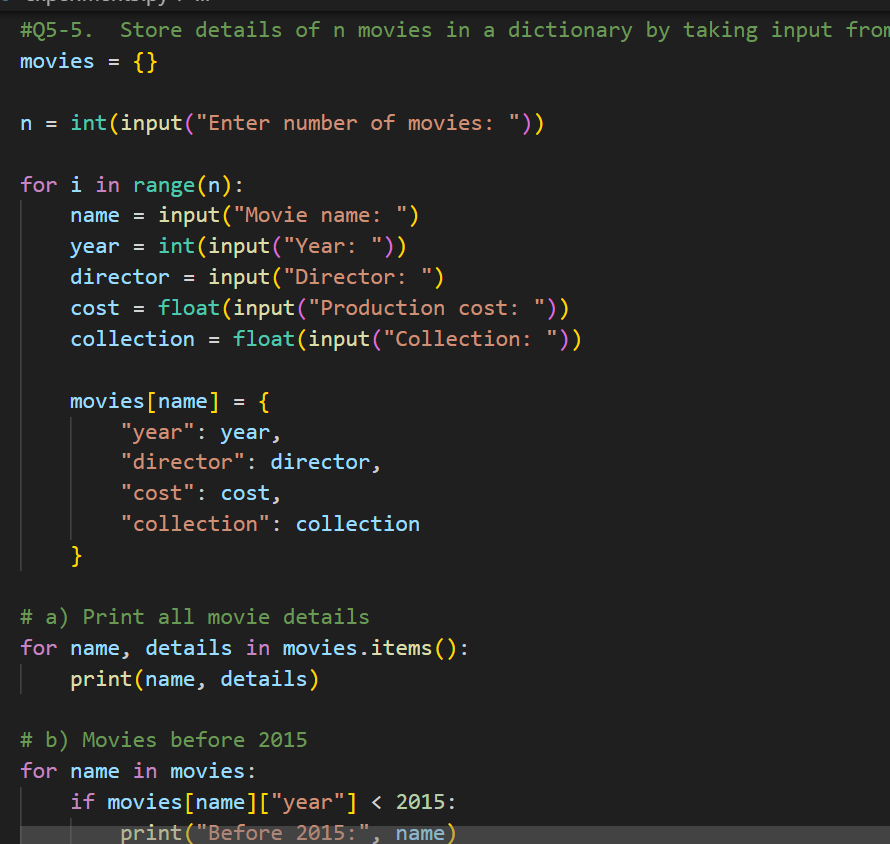 #Q5-5.  Store details of n movies in a dictionary by taking input from
movies = {}
n = int(input("Enter number of movies: "))
for i in range(n):
    name = input("Movie name: ")
    year = int(input("Year: "))
    director = input("Director: ")
    cost = float(input("Production cost: "))
    collection = float(input("Collection: "))
    movies[name] = {
        "year": year,
        "director": director,
        "cost": cost,
        "collection": collection
    }
# a) Print all movie details
for name, details in movies.items():
    print(name, details)
# b) Movies before 2015
for name in movies:
    if movies[name]["year"] < 2015:
        print("Before 2015:", name)